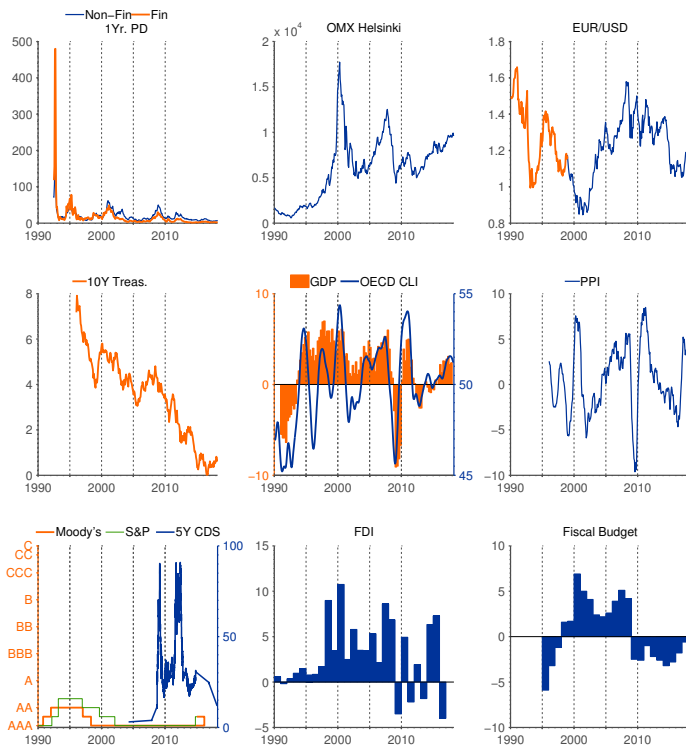 Non-Fin Fin
1Yr. PD
500
400
300
200
100
0
1990 2000 2010
OMX Helsinki
2 x 10^4
1.5
1
0.5
0
1990 2000 2010
EUR/USD
1.8
1.6
1.4
1.2
1
0.8
1990 2000 2010
10Y Treas.
8
6
4
2
0
1990 2000 2010
GDP OECD CLI
10 55
5
0 50
−5
−10 45
1990 2000 2010
PPI
10
5
0
−5
−10
1990 2000 2010
Moody's S&P 5Y CDS
C 100
CC
CCC
B
BB 50
BBB
A
AA
AAA 0
1990 2000 2010
FDI
15
10
5
0
−5
1990 2000 2010
Fiscal Budget
10
5
0
−5
−10
1990 2000 2010